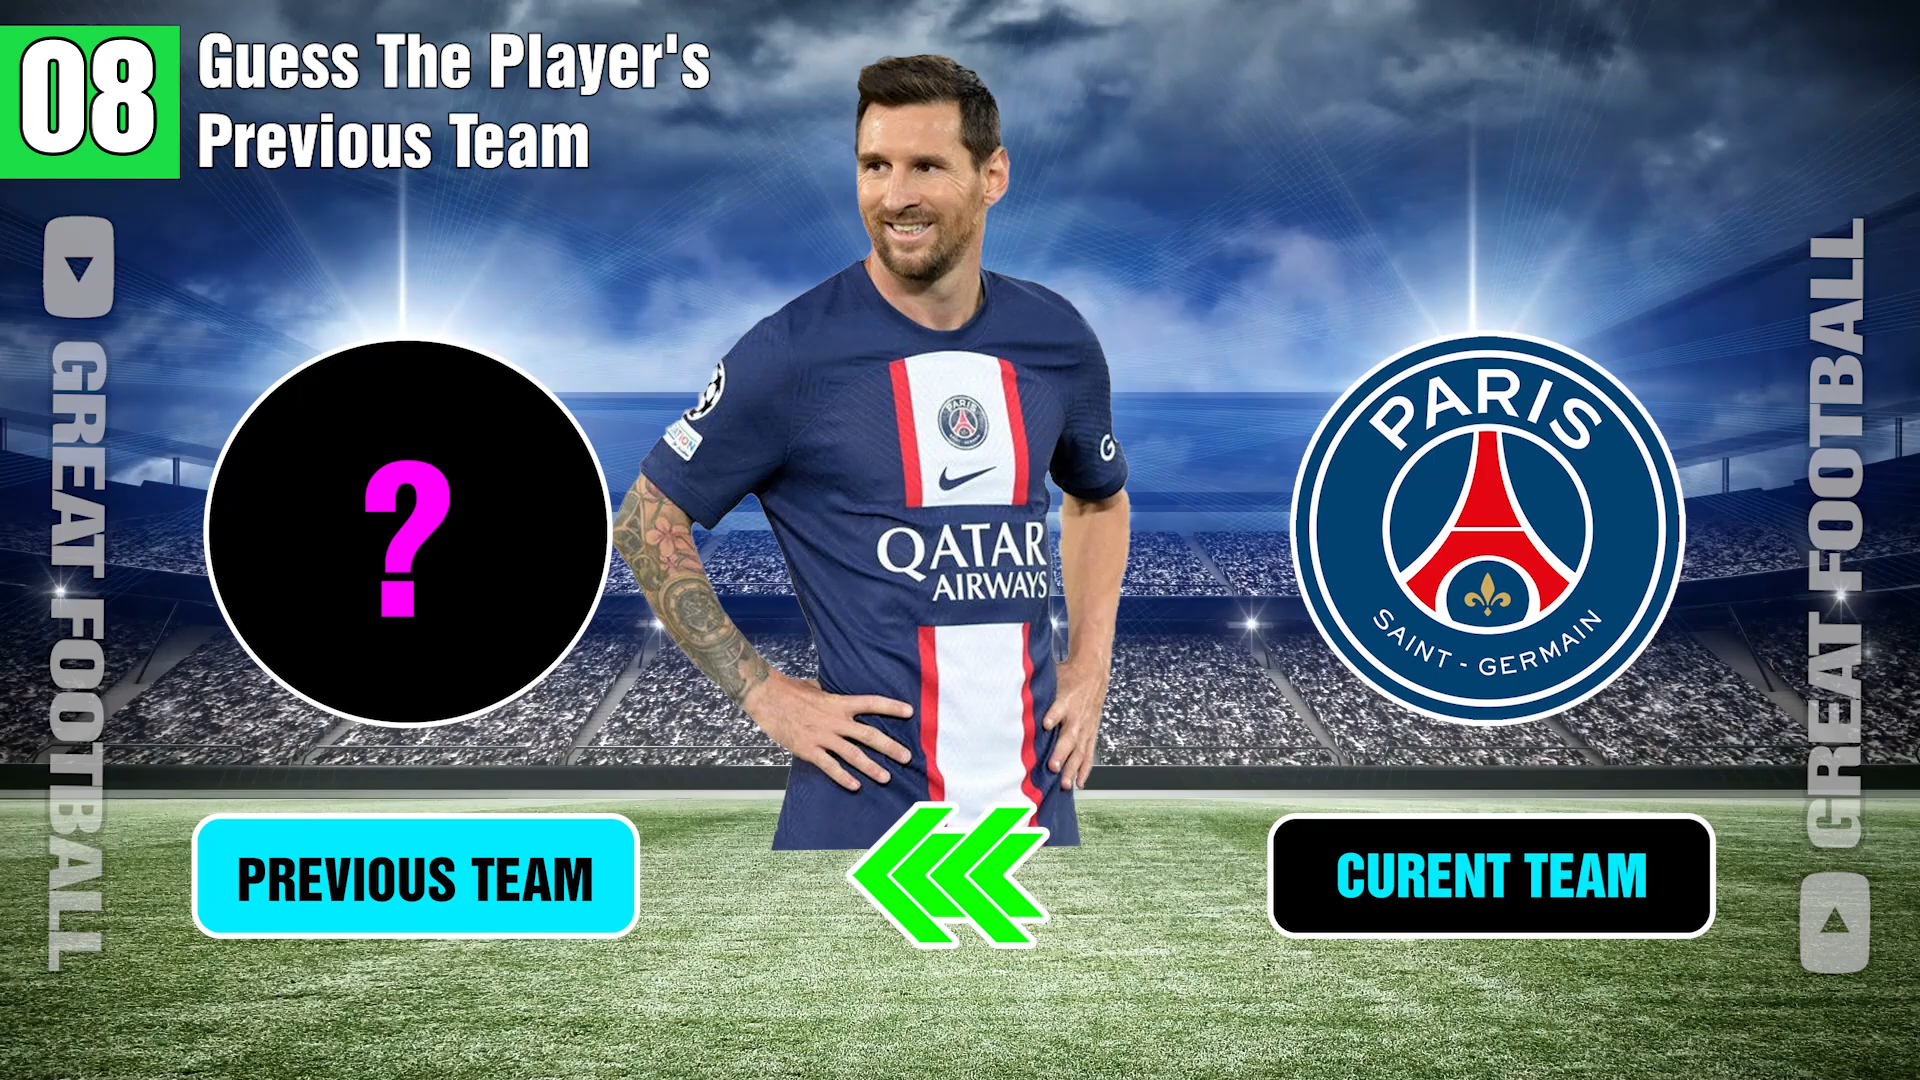 08
Guess The Player's
Previous Team
GREAT FOOTBALL
?
PARIS
QATAR
AIRWAYS
G
PARIS
SAINT - GERMAIN
GREAT FOOTBALL
PREVIOUS TEAM
CURENT TEAM